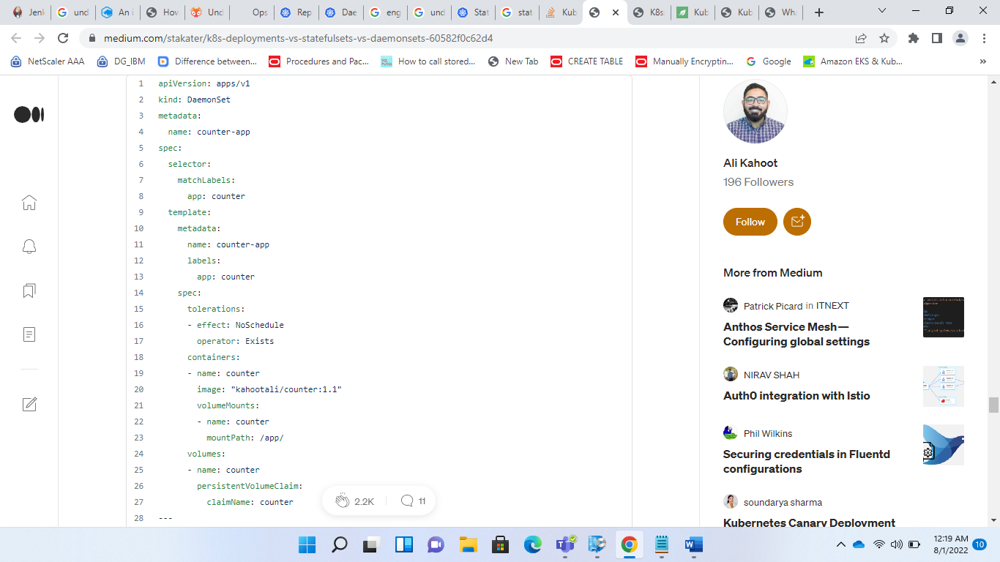 Jenk
und
An i
How
Und
Ops
Rep
Dae
eng
und
Stat
stat
Kub
K8s
Kub
Kub
Wha
medium.com/stakater/k8s-deployments-vs-statefulsets-vs-daemonsets-60582f0c62d4
NetScaler AAA
DG_IBM
Difference between...
Procedures and Pac...
How to call stored...
New Tab
CREATE TABLE
Manually Encryptin...
Google
Amazon EKS & Kub...
»
1 apiVersion: apps/v1
2 kind: DaemonSet
3 metadata:
4 name: counter-app
5 spec:
6 selector:
7 matchLabels:
8 app: counter
9 template:
10 metadata:
11 name: counter-app
12 labels:
13 app: counter
14 spec:
15 tolerations:
16 - effect: NoSchedule
17 operator: Exists
18 containers:
19 - name: counter
20 image: "kahootali/counter:1.1"
21 volumeMounts:
22 - name: counter
23 mountPath: /app/
24 volumes:
25 - name: counter
26 persistentVolumeClaim:
27 claimName: counter
28 ---
2.2K
11
Ali Kahoot
196 Followers
Follow
More from Medium
Patrick Picard in ITNEXT
Anthos Service Mesh—
Configuring global settings
NIRAV SHAH
Auth0 integration with Istio
Phil Wilkins
Securing credentials in Fluentd
configurations
soundarya sharma
Kubernetes Canary Deployment
12:19 AM
8/1/2022
10